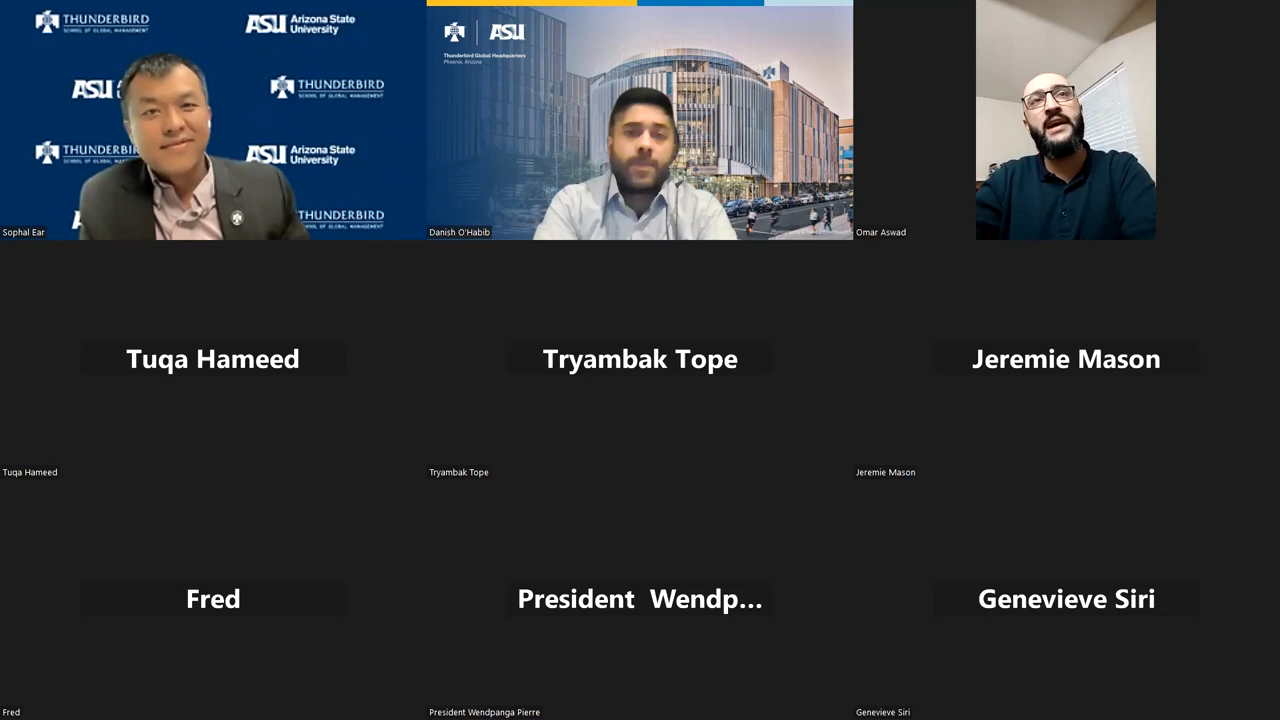 THUNDERBIRD
SCHOOL OF GLOBAL MANAGEMENT
ASU Arizona State
University
ASU
THUNDERBIRD
SCHOOL OF GLOBAL MANAGEMENT
THUNDERBIRD
SCHOOL OF GLOBAL
ASU Arizona State
University
THUNDERBIRD
SCHOOL OF GLOBAL MANAGEMENT
Sophal Ear
ASU
Thunderbird Global Headquarters
Phoenix, Arizona
Danish O'Habib
Omar Aswad
Tuqa Hameed
Tuqa Hameed
Tryambak Tope
Tryambak Tope
Jeremie Mason
Jeremie Mason
Fred
Fred
President Wendp...
President Wendpanga Pierre
Genevieve Siri
Genevieve Siri